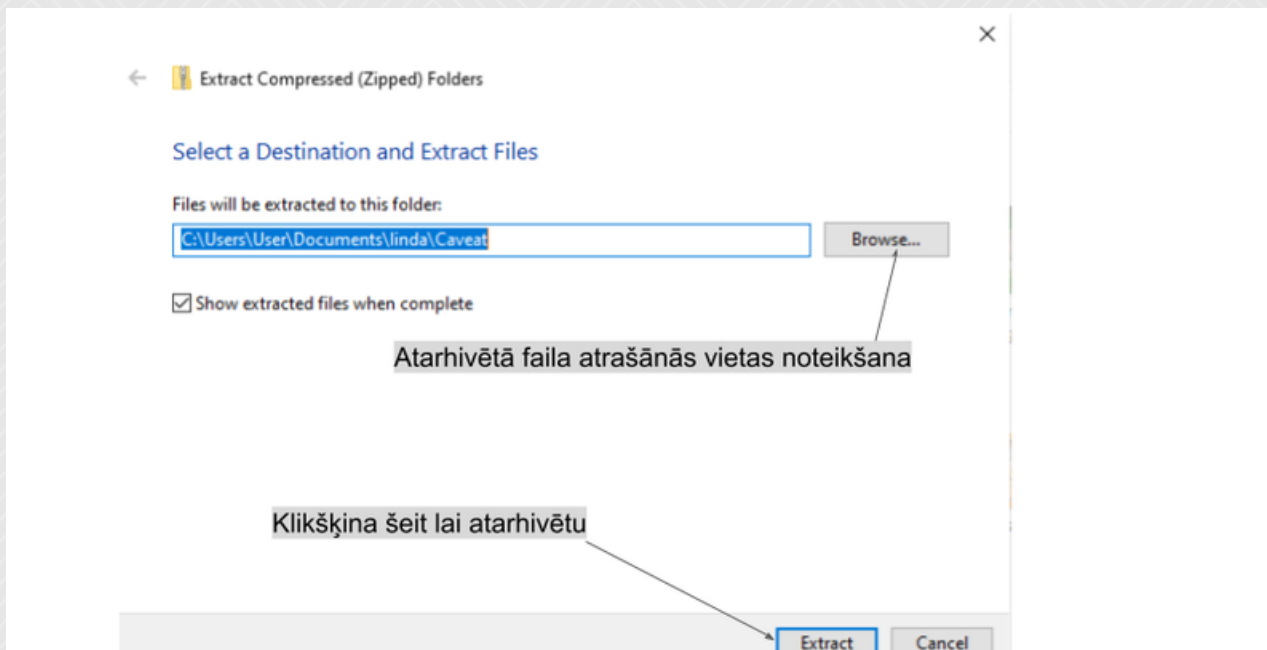 Extract Compressed (Zipped) Folders
Select a Destination and Extract Files
Files will be extracted to this folder:
C:\Users\User\Documents\linda\Caveat
Browse...
Show extracted files when complete
Atarhivētā faila atrašānās vietas noteikšana
Klikšķina šeit lai atarhivētu
Extract
Cancel